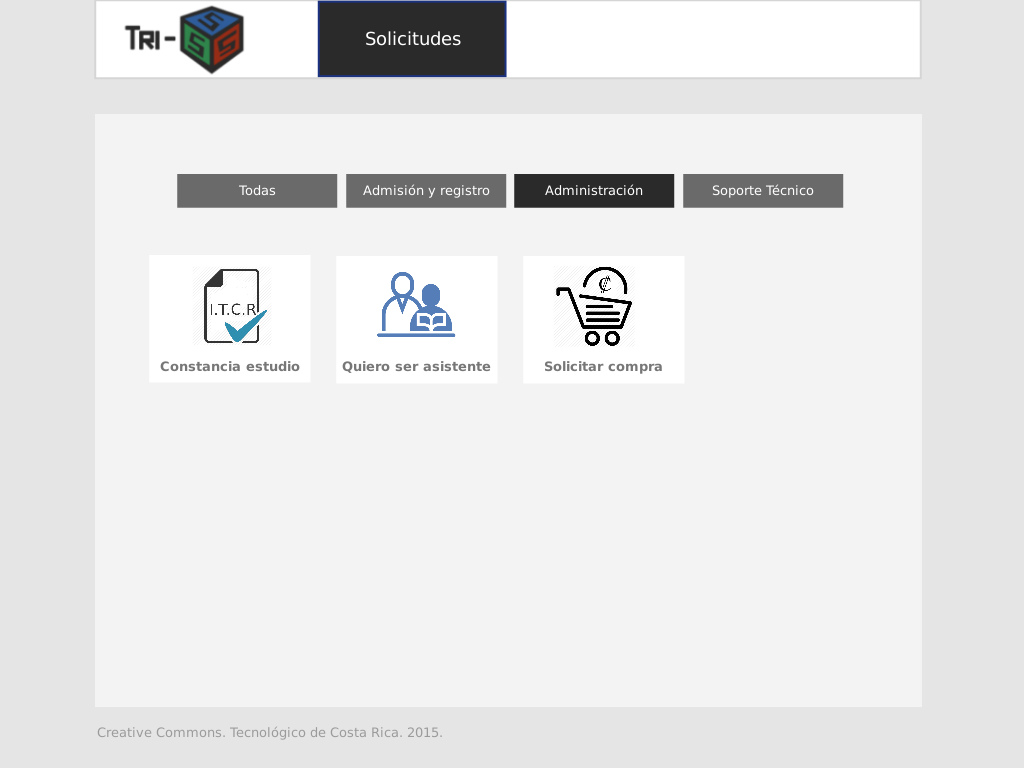 TRI-SSS
Solicitudes
Todas
Admisión y registro
Administración
Soporte Técnico
I.T.C.R
₡
Constancia estudio
Quiero ser asistente
Solicitar compra
Creative Commons. Tecnológico de Costa Rica. 2015.